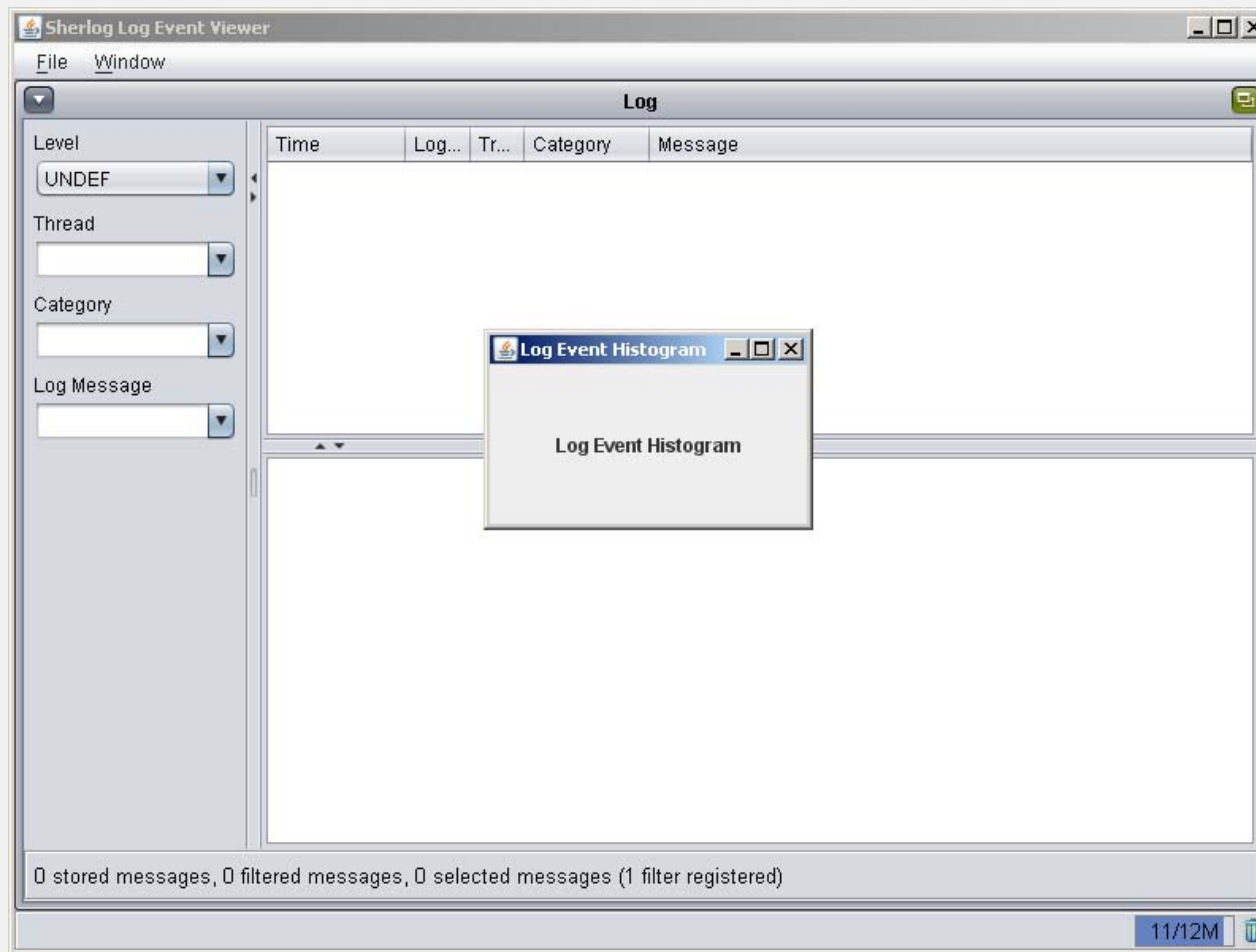 Sherlog Log Event Viewer
File Window
Log
Level
UNDEF
Thread
Category
Log Message
Time Log... Tr... Category Message
Log Event Histogram
Log Event Histogram
0 stored messages, 0 filtered messages, 0 selected messages (1 filter registered)
11/12M